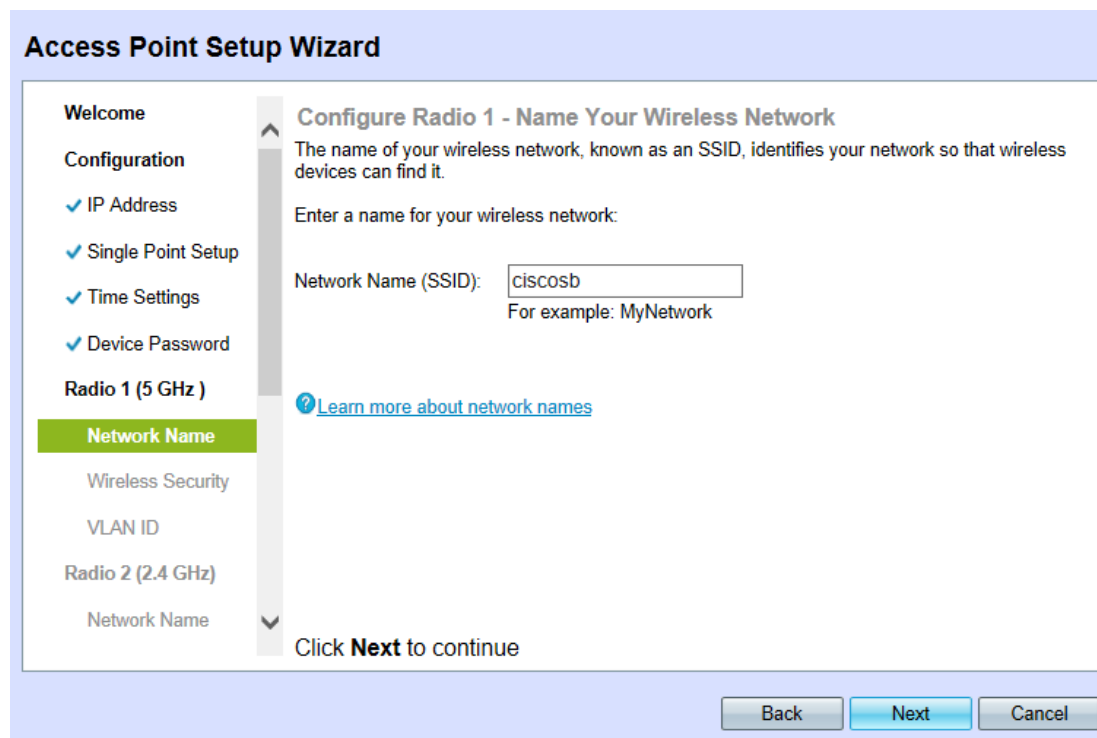 Access Point Setup Wizard
Welcome
Configuration
IP Address
Single Point Setup
Time Settings
Device Password
Radio 1 (5 GHz )
Network Name
Wireless Security
VLAN ID
Radio 2 (2.4 GHz)
Network Name
Configure Radio 1 - Name Your Wireless Network
The name of your wireless network, known as an SSID, identifies your network so that wireless
devices can find it.
Enter a name for your wireless network:
Network Name (SSID): ciscosb
For example: MyNetwork
?Learn more about network names
Click Next to continue
Back Next Cancel